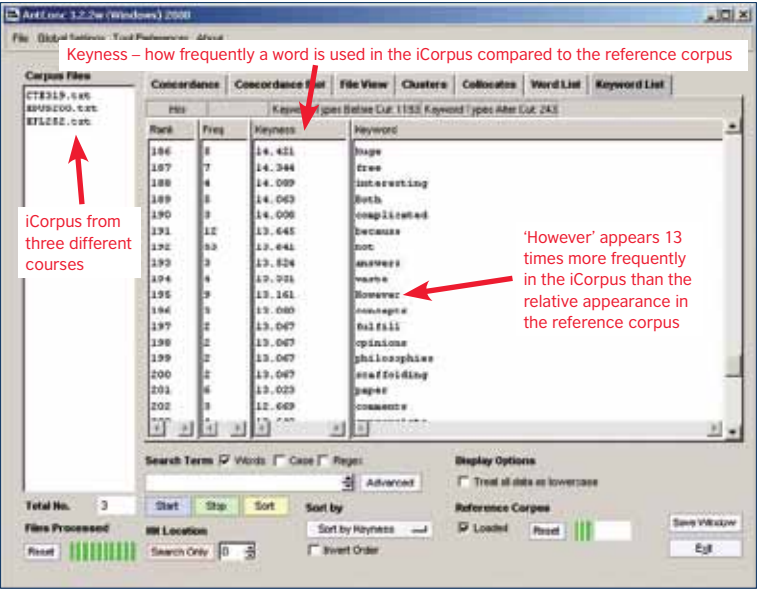 AntConc 3.2.2w (Windows) 2008
File Global Settings Tool Preferences About
Keyness – how frequently a word is used in the iCorpus compared to the reference corpus
Corpus Files
CTE319.txt
EDUS200.txt
EFL252.txt
iCorpus from
three different
courses
Concordance Concordance Plot File View Clusters Collocates Word List Keyword List
Hits Keyword Types Before Cut: 1153 Keyword Types After Cut: 243
Rank Freq Keyness Keyword
186 5 14.421 huge
187 7 14.344 free
188 4 14.089 interesting
189 5 14.063 Both
190 3 14.008 complicated
191 12 13.645 because
192 53 13.641 not
193 3 13.524 answers
194 4 13.331 waste
195 9 13.161 However
196 3 13.080 concepts
197 2 13.067 fulfill
198 2 13.067 opinions
199 2 13.067 philosophies
200 2 13.067 scaffolding
201 6 13.023 paper
202 3 12.669 comments
'However' appears 13
times more frequently
in the iCorpus than the
relative appearance in
the reference corpus
Search Term Words Case Regex
Advanced
Start Stop Sort
Hit Location
Search Only 0
Sort by
Sort by Keyness
Invert Order
Display Options
Treat all data as lowercase
Reference Corpus
Loaded Reset
Total No. 3
Files Processed
Reset
Save Window
Exit